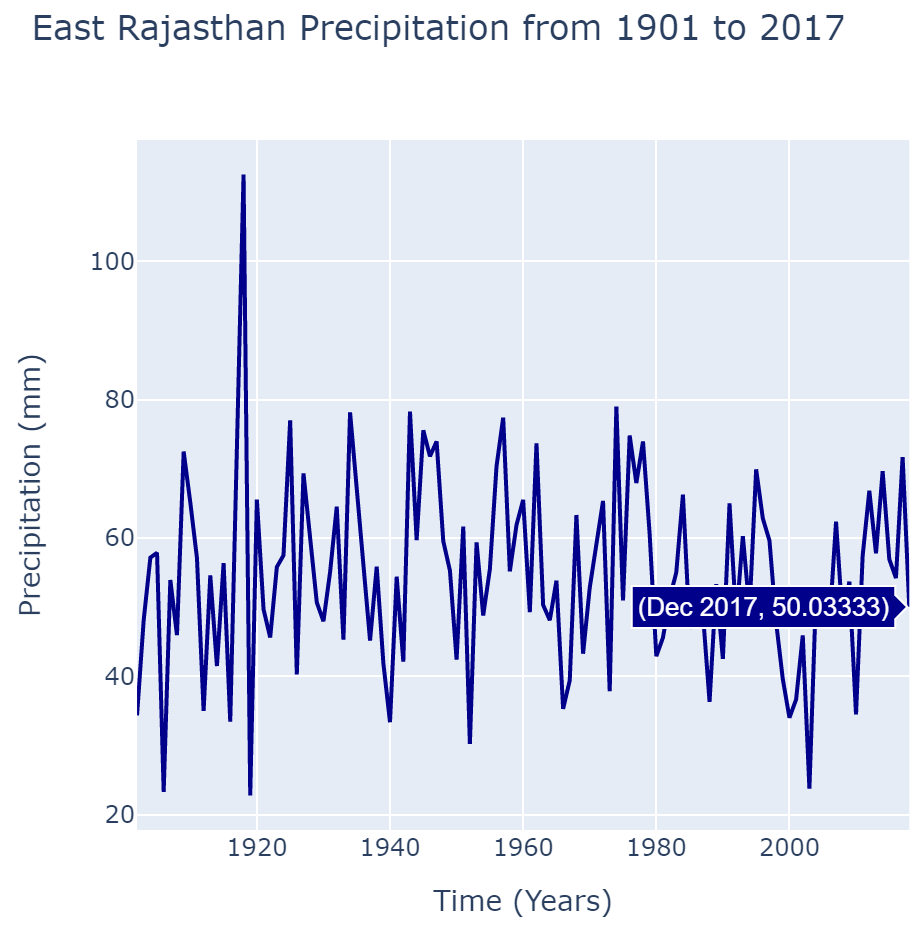 East Rajasthan Precipitation from 1901 to 2017
Precipitation (mm)
100
80
60
40
20
(Dec 2017, 50.03333)
1920 1940 1960 1980 2000
Time (Years)